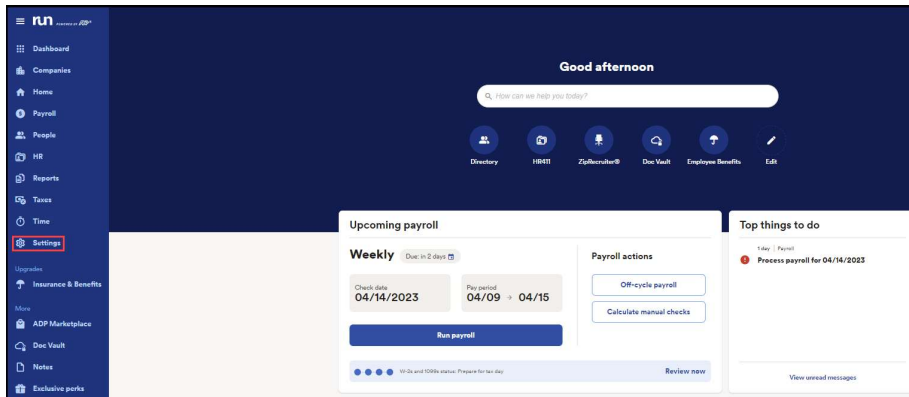 run POWERED BY ADP
Dashboard
Companies
Home
Payroll
People
HR
Reports
Taxes
Time
Settings
Upgrades
Insurance & Benefits
More
ADP Marketplace
Doc Vault
Notes
Exclusive perks
Good afternoon
How can we help you today?
Directory
HR411
ZipRecruiter®
Doc Vault
Employee Benefits
Edit
Upcoming payroll
Weekly
Due: in 2 days
Check date
04/14/2023
Pay period
04/09 → 04/15
Run payroll
Payroll actions
Off-cycle payroll
Calculate manual checks
W-2s and 1099s status: Prepare for tax day
Review now
Top things to do
1 day | Payroll
Process payroll for 04/14/2023
View unread messages